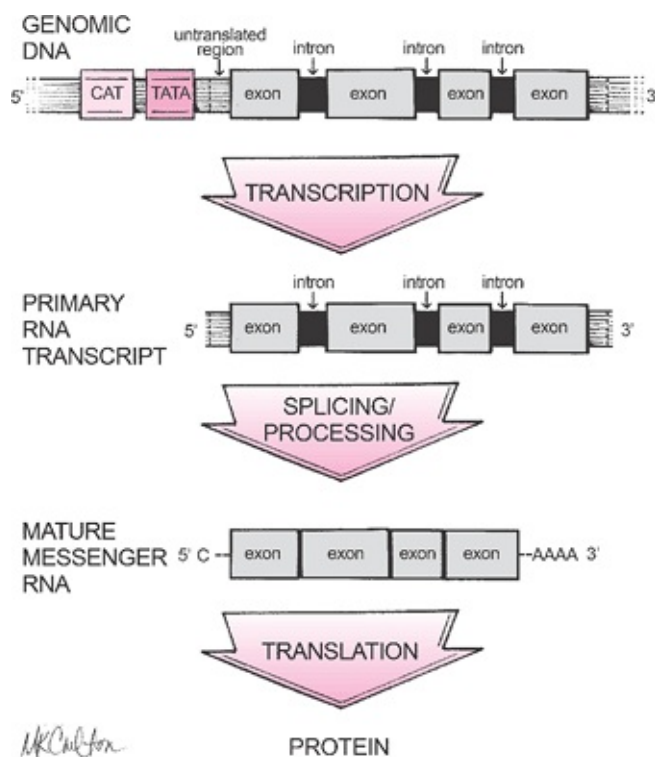 GENOMIC
DNA
untranslated
region
intron
intron
intron
5'
CAT
TATA
exon
exon
exon
exon
3'
TRANSCRIPTION
PRIMARY
RNA
TRANSCRIPT
intron
intron
intron
5'
exon
exon
exon
exon
3'
SPLICING/
PROCESSING
MATURE
MESSENGER
RNA
5' C
exon
exon
exon
exon
AAAA 3'
TRANSLATION
PROTEIN